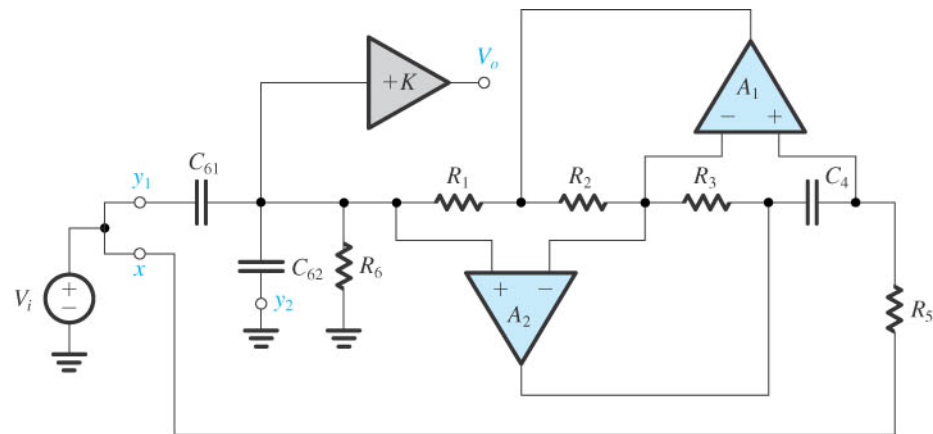 V_o
+K
A_1
− +
C_61
y_1
R_1
R_2
R_3
C_4
x
C_62
R_6
+ −
A_2
y_2
V_i
+
−
R_5